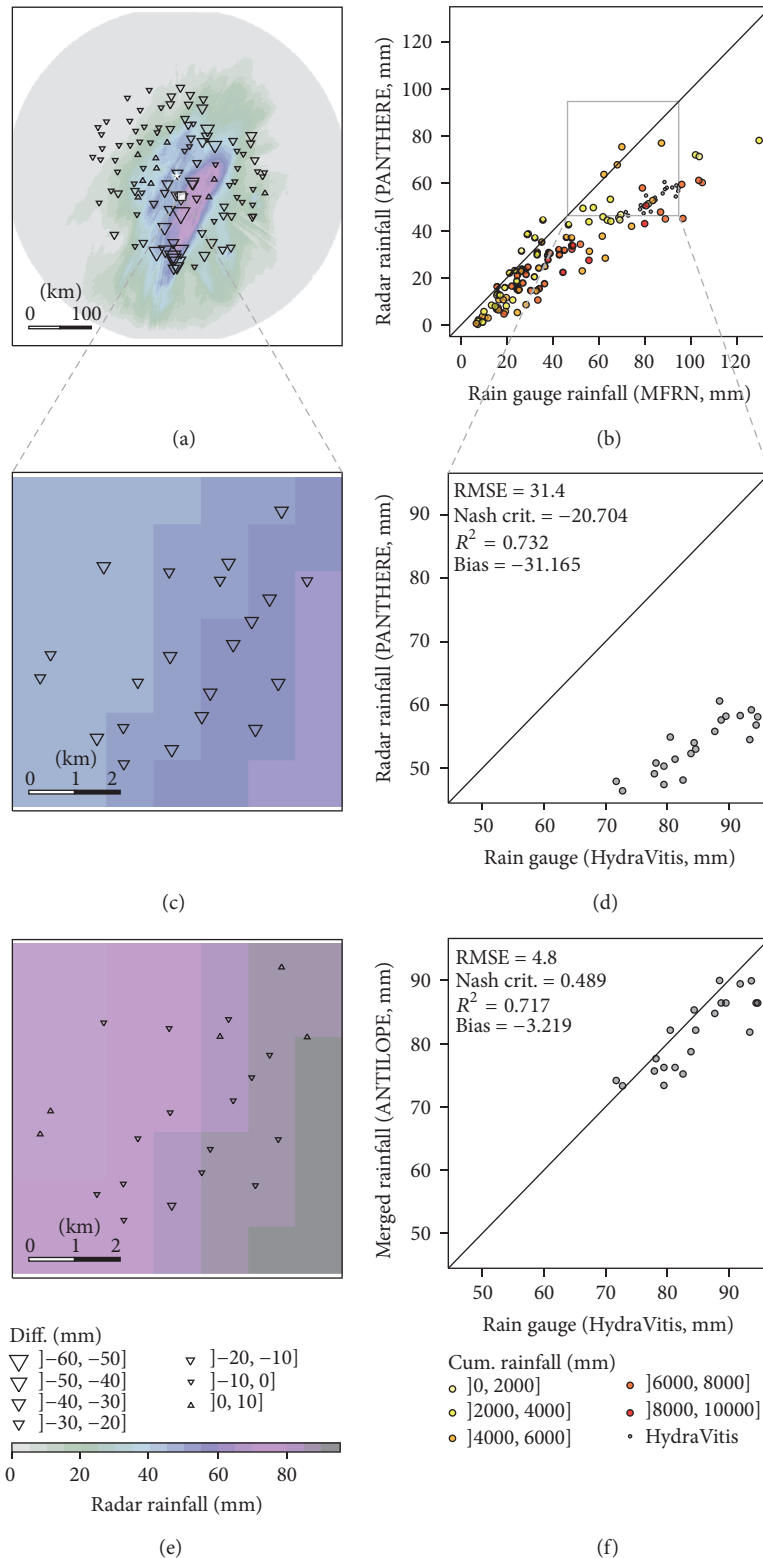 (km)
0 100
(a)
Radar rainfall (PANTHERE, mm)
120
100
80
60
40
20
0
0 20 40 60 80 100 120
Rain gauge rainfall (MFRN, mm)
(b)
(km)
0 1 2
(c)
Radar rainfall (PANTHERE, mm)
RMSE = 31.4
Nash crit. = −20.704
R² = 0.732
Bias = −31.165
90
80
70
60
50
50 60 70 80 90
Rain gauge (HydraVitis, mm)
(d)
(km)
0 1 2
Diff. (mm)
]−60, −50]
]−50, −40]
]−40, −30]
]−30, −20]
]−20, −10]
]−10, 0]
]0, 10]
0 20 40 60 80
Radar rainfall (mm)
(e)
Merged rainfall (ANTILOPE, mm)
RMSE = 4.8
Nash crit. = 0.489
R² = 0.717
Bias = −3.219
90
80
70
60
50
50 60 70 80 90
Rain gauge (HydraVitis, mm)
Cum. rainfall (mm)
]0, 2000]
]2000, 4000]
]4000, 6000]
]6000, 8000]
]8000, 10000]
HydraVitis
(f)